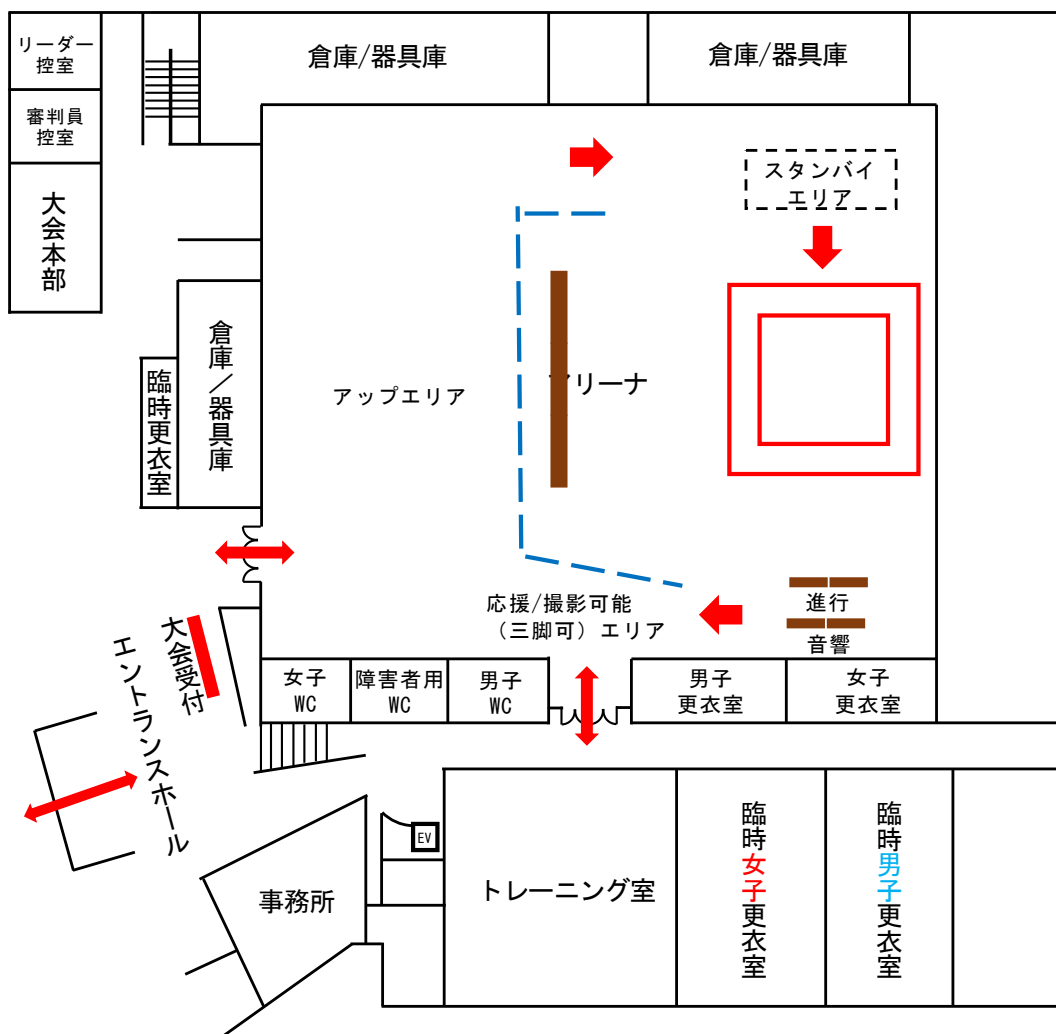 リーダー
控室
倉庫/器具庫
倉庫/器具庫
審判員
控室
スタンバイ
エリア
大会本部
倉庫／器具庫
臨時更衣室
アップエリア
アリーナ
応援/撮影可能
（三脚可）エリア
進行
音響
大会受付
エントランスホール
女子
WC
障害者用
WC
男子
WC
男子
更衣室
女子
更衣室
EV
事務所
トレーニング室
臨時女子更衣室
臨時男子更衣室